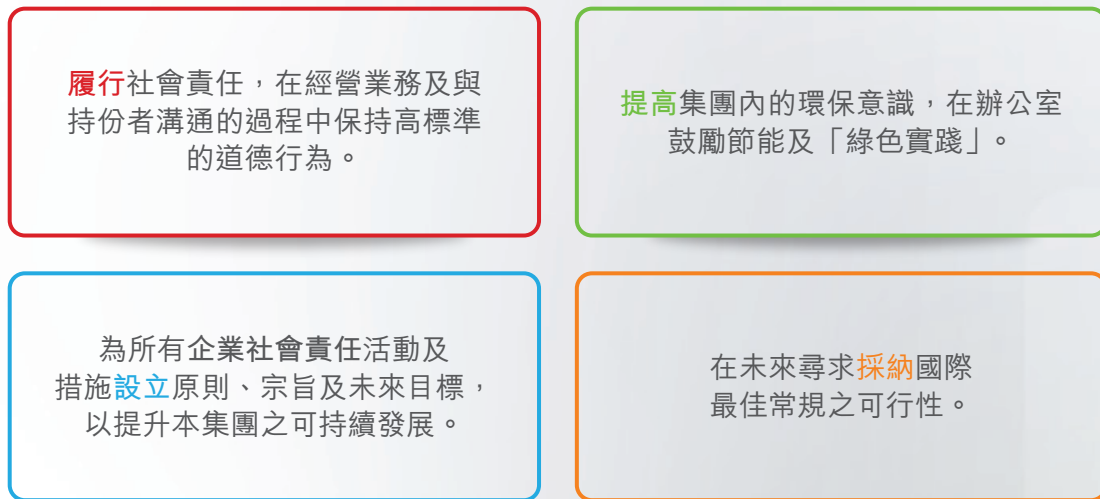 履行社會責任，在經營業務及與
持份者溝通的過程中保持高標準
的道德行為。
提高集團內的環保意識，在辦公室
鼓勵節能及「綠色實踐」。
為所有企業社會責任活動及
措施設立原則、宗旨及未來目標，
以提升本集團之可持續發展。
在未來尋求採納國際
最佳常規之可行性。